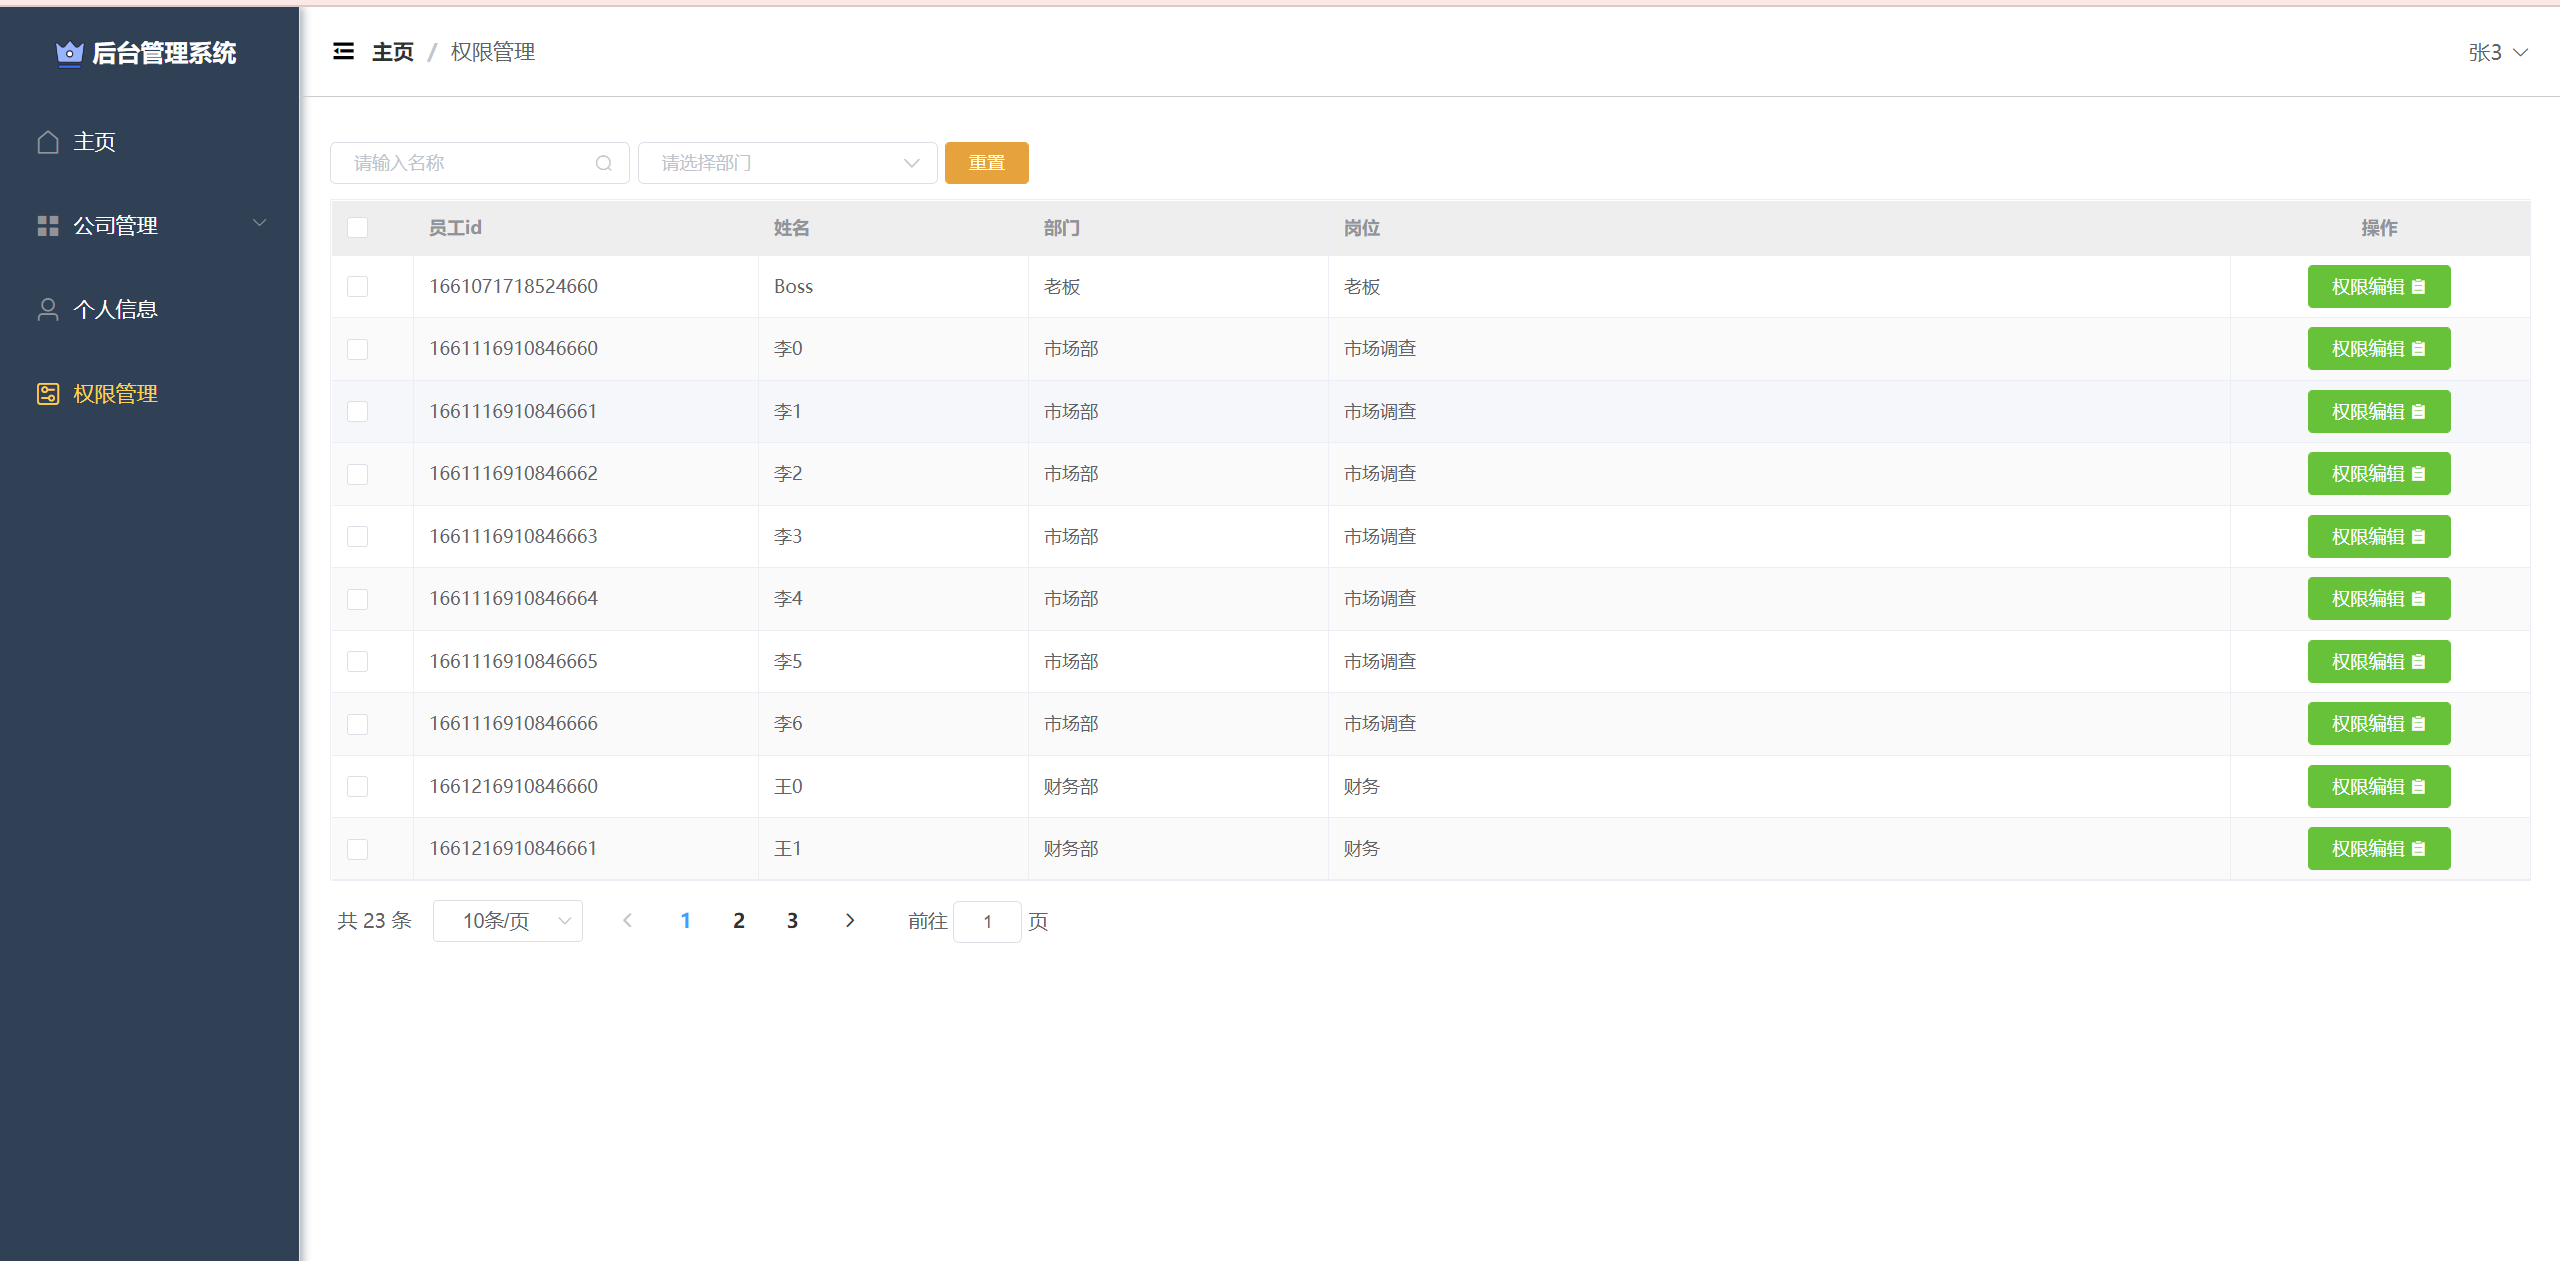 后台管理系统
主页
公司管理
个人信息
权限管理
主页 / 权限管理
张3
请输入名称 请选择部门 重置
员工id 姓名 部门 岗位 操作
1661071718524660 Boss 老板 老板 权限编辑
1661116910846660 李0 市场部 市场调查 权限编辑
1661116910846661 李1 市场部 市场调查 权限编辑
1661116910846662 李2 市场部 市场调查 权限编辑
1661116910846663 李3 市场部 市场调查 权限编辑
1661116910846664 李4 市场部 市场调查 权限编辑
1661116910846665 李5 市场部 市场调查 权限编辑
1661116910846666 李6 市场部 市场调查 权限编辑
1661216910846660 王0 财务部 财务 权限编辑
1661216910846661 王1 财务部 财务 权限编辑
共 23 条 10条/页 1 2 3 前往 1 页